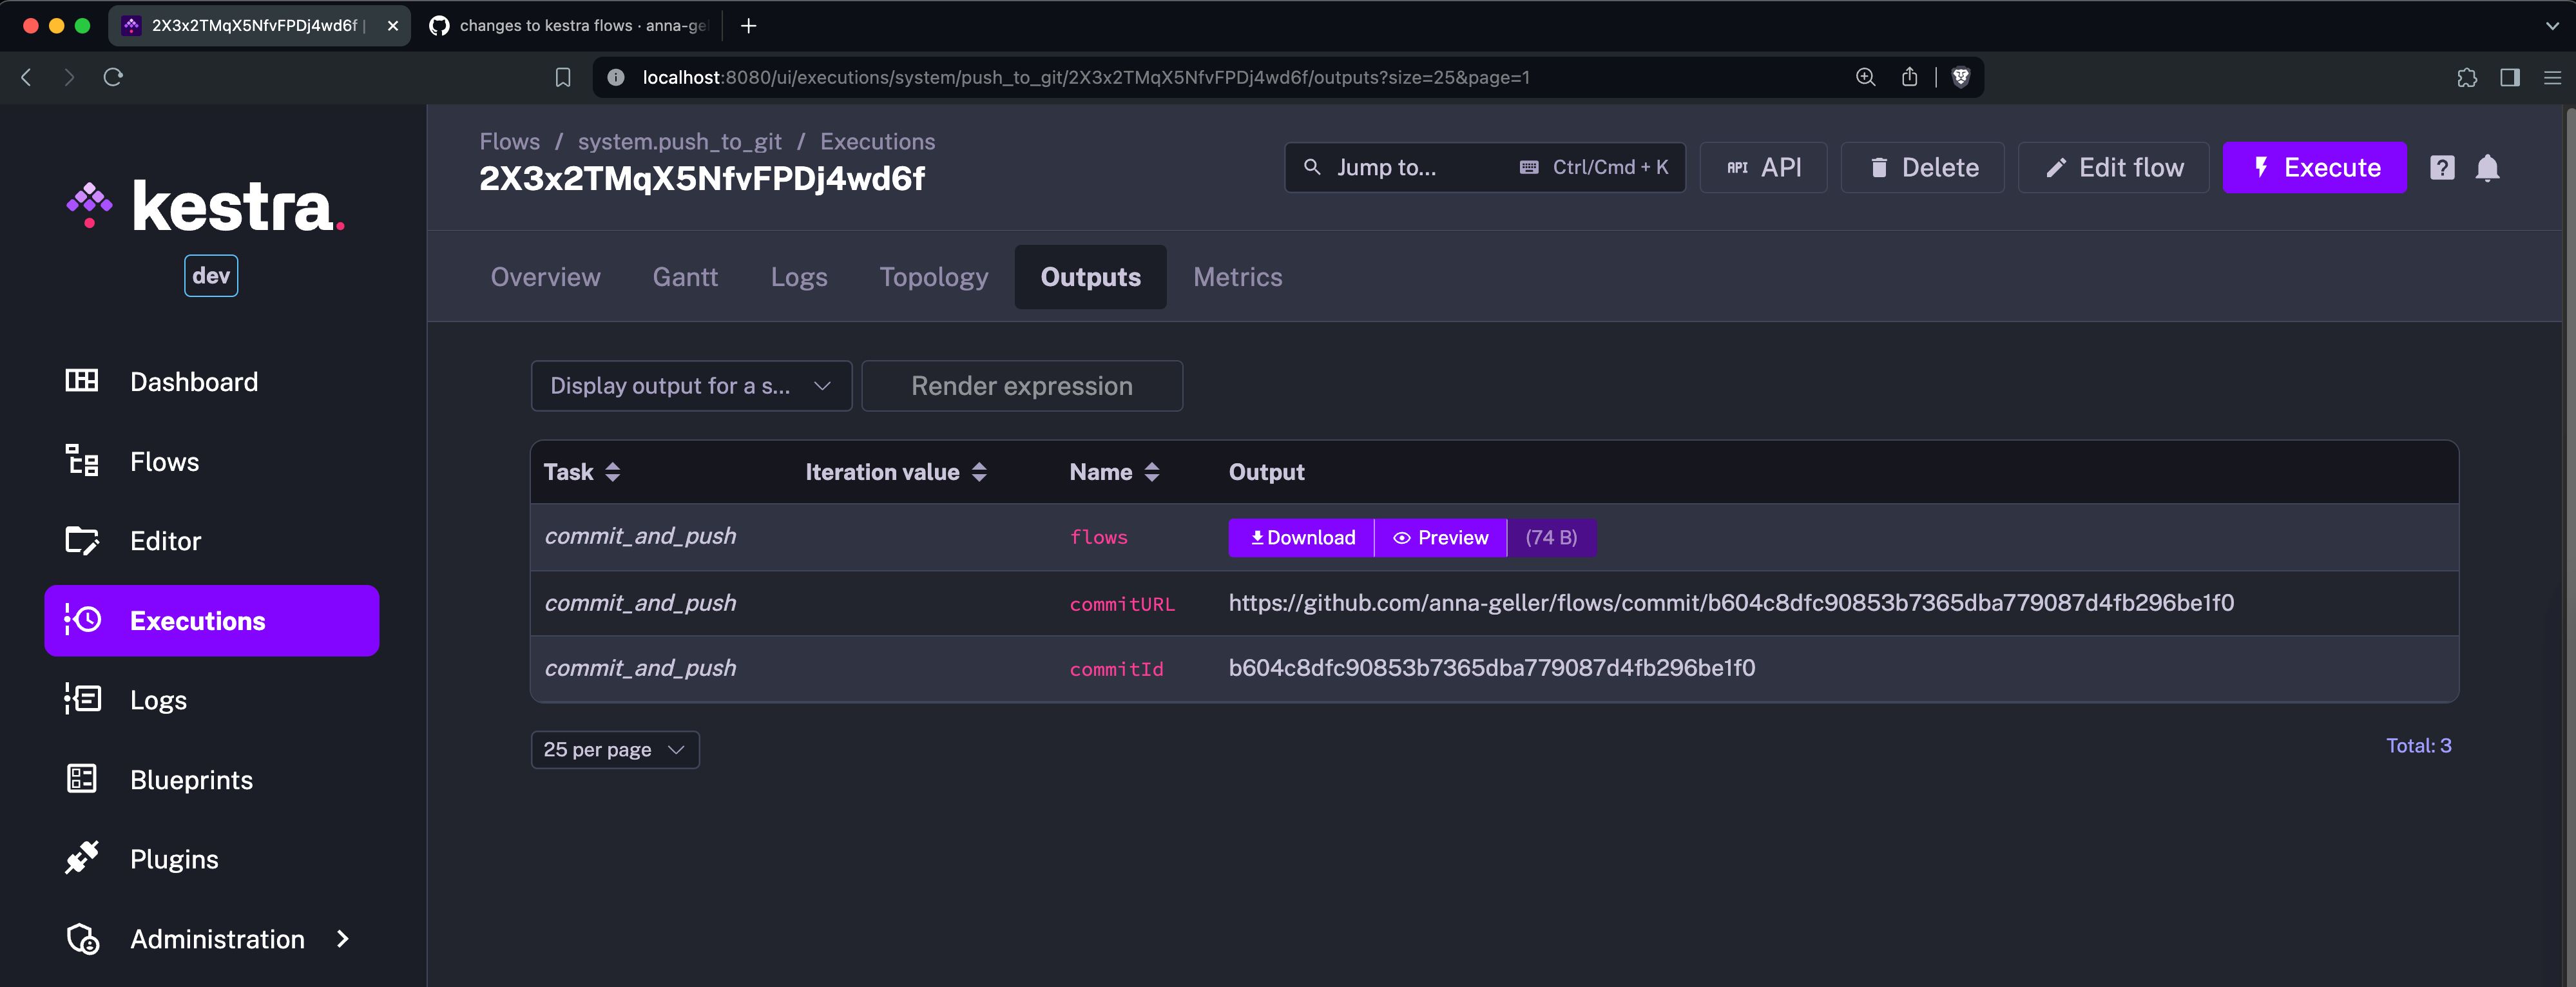 2X3x2TMqX5NfvFPDj4wd6f |
changes to kestra flows · anna-gel
localhost:8080/ui/executions/system/push_to_git/2X3x2TMqX5NfvFPDj4wd6f/outputs?size=25&page=1
kestra.
dev
Dashboard
Flows
Editor
Executions
Logs
Blueprints
Plugins
Administration
Flows / system.push_to_git / Executions
2X3x2TMqX5NfvFPDj4wd6f
Jump to... Ctrl/Cmd + K
API API
Delete
Edit flow
Execute
?
Overview Gantt Logs Topology Outputs Metrics
Display output for a s...
Render expression
Task Iteration value Name Output
commit_and_push flows Download Preview (74 B)
commit_and_push commitURL https://github.com/anna-geller/flows/commit/b604c8dfc90853b7365dba779087d4fb296be1f0
commit_and_push commitId b604c8dfc90853b7365dba779087d4fb296be1f0
25 per page
Total: 3